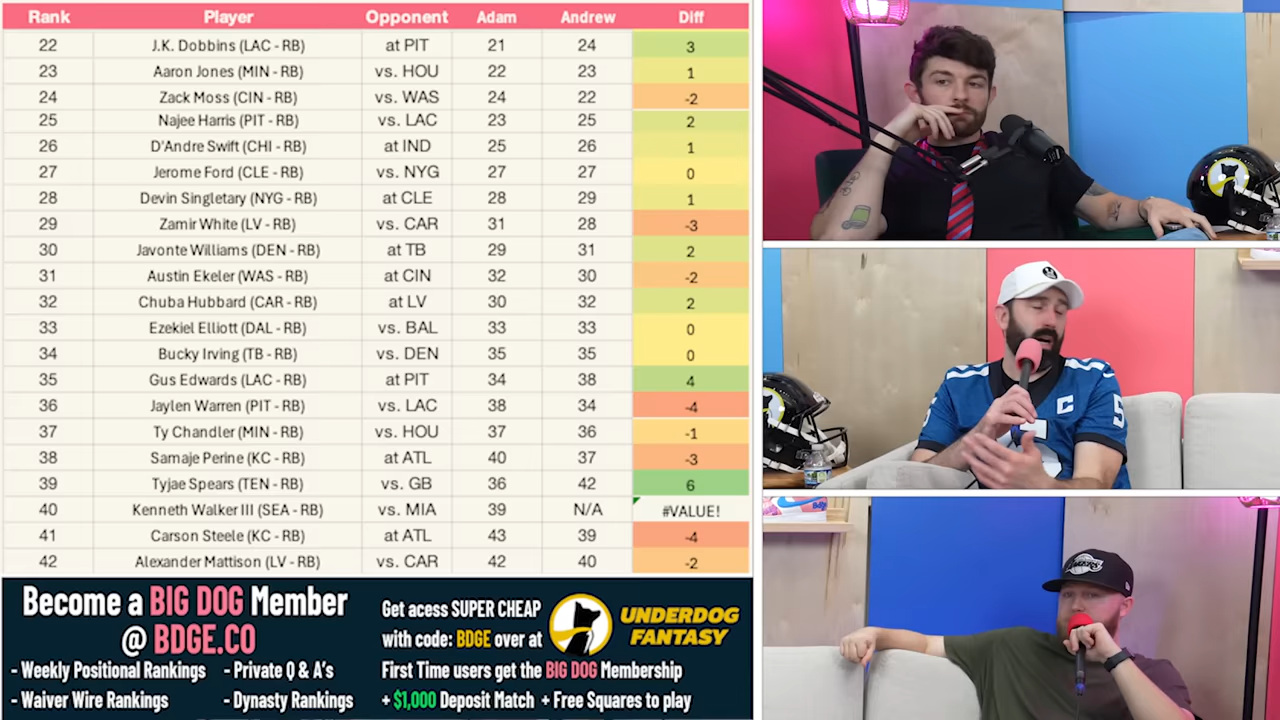 Rank Player Opponent Adam Andrew Diff
22 J.K. Dobbins (LAC - RB) at PIT 21 24 3
23 Aaron Jones (MIN - RB) vs. HOU 22 23 1
24 Zack Moss (CIN - RB) vs. WAS 24 22 -2
25 Najee Harris (PIT - RB) vs. LAC 23 25 2
26 D'Andre Swift (CHI - RB) at IND 25 26 1
27 Jerome Ford (CLE - RB) vs. NYG 27 27 0
28 Devin Singletary (NYG - RB) at CLE 28 29 1
29 Zamir White (LV - RB) vs. CAR 31 28 -3
30 Javonte Williams (DEN - RB) at TB 29 31 2
31 Austin Ekeler (WAS - RB) at CIN 32 30 -2
32 Chuba Hubbard (CAR - RB) at LV 30 32 2
33 Ezekiel Elliott (DAL - RB) vs. BAL 33 33 0
34 Bucky Irving (TB - RB) vs. DEN 35 35 0
35 Gus Edwards (LAC - RB) at PIT 34 38 4
36 Jaylen Warren (PIT - RB) vs. LAC 38 34 -4
37 Ty Chandler (MIN - RB) vs. HOU 37 36 -1
38 Samaje Perine (KC - RB) at ATL 40 37 -3
39 Tyjae Spears (TEN - RB) vs. GB 36 42 6
40 Kenneth Walker III (SEA - RB) vs. MIA 39 N/A #VALUE!
41 Carson Steele (KC - RB) at ATL 43 39 -4
42 Alexander Mattison (LV - RB) vs. CAR 42 40 -2
Become a BIG DOG Member
@ BDGE.CO
- Weekly Positional Rankings - Private Q & A's
- Waiver Wire Rankings - Dynasty Rankings
Get acess SUPER CHEAP
with code: BDGE over at
UNDERDOG
FANTASY
First Time users get the BIG DOG Membership
+ $1,000 Deposit Match + Free Squares to play
C
5